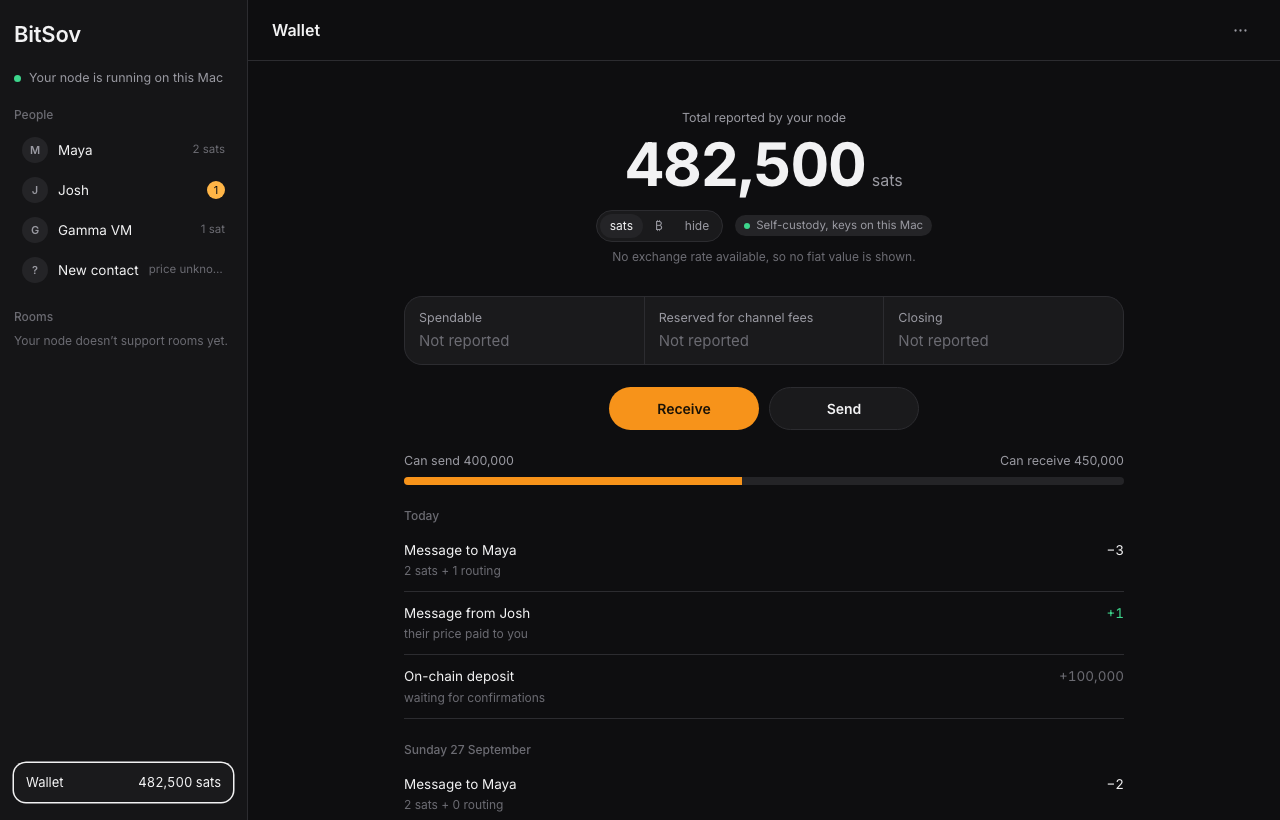 BitSov
Your node is running on this Mac
People
M Maya 2 sats
J Josh 1
G Gamma VM 1 sat
? New contact price unkno...
Rooms
Your node doesn't support rooms yet.
Wallet 482,500 sats
Wallet
Total reported by your node
482,500 sats
sats ₿ hide
Self-custody, keys on this Mac
No exchange rate available, so no fiat value is shown.
Spendable
Not reported
Reserved for channel fees
Not reported
Closing
Not reported
Receive
Send
Can send 400,000
Can receive 450,000
Today
Message to Maya −3
2 sats + 1 routing
Message from Josh +1
their price paid to you
On-chain deposit +100,000
waiting for confirmations
Sunday 27 September
Message to Maya −2
2 sats + 0 routing